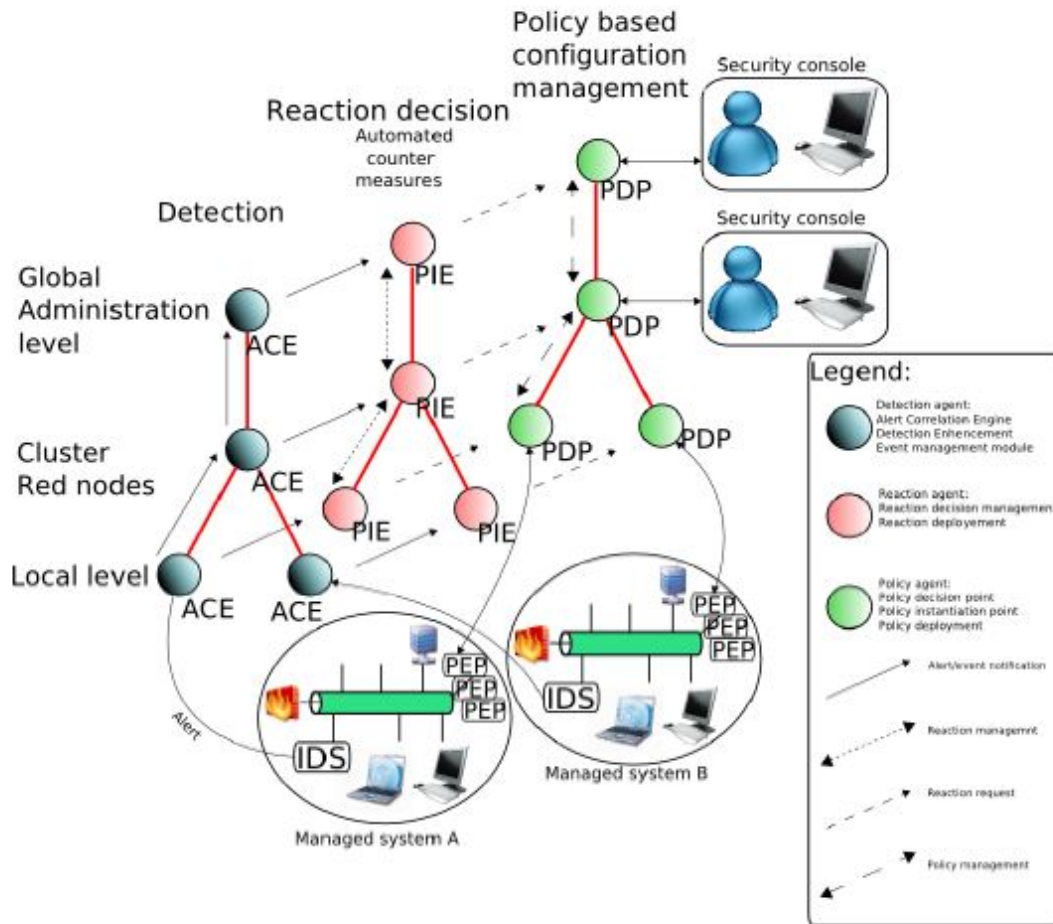 Policy based
configuration
management
Security console
Reaction decision
Automated
counter
measures
PDP
Detection
Security console
PIE
Global
Administration
level
PDP
ACE
PIE
Legend:
Detection agent:
Alert Correlation Engine
Detection Enhencement
Event management module
Cluster
Red nodes
ACE
PDP
PDP
PIE
PIE
Reaction agent:
Reaction decision managemen
Reaction deployement
Local level
ACE
ACE
Policy agent:
Policy decision point
Policy instantiation point
Policy deployment
PEP
PEP
PEP
IDS
PEP
PEP
PEP
Alert
IDS
Alert/event notification
Reaction managemnt
Reaction request
Policy management
Managed system B
Managed system A